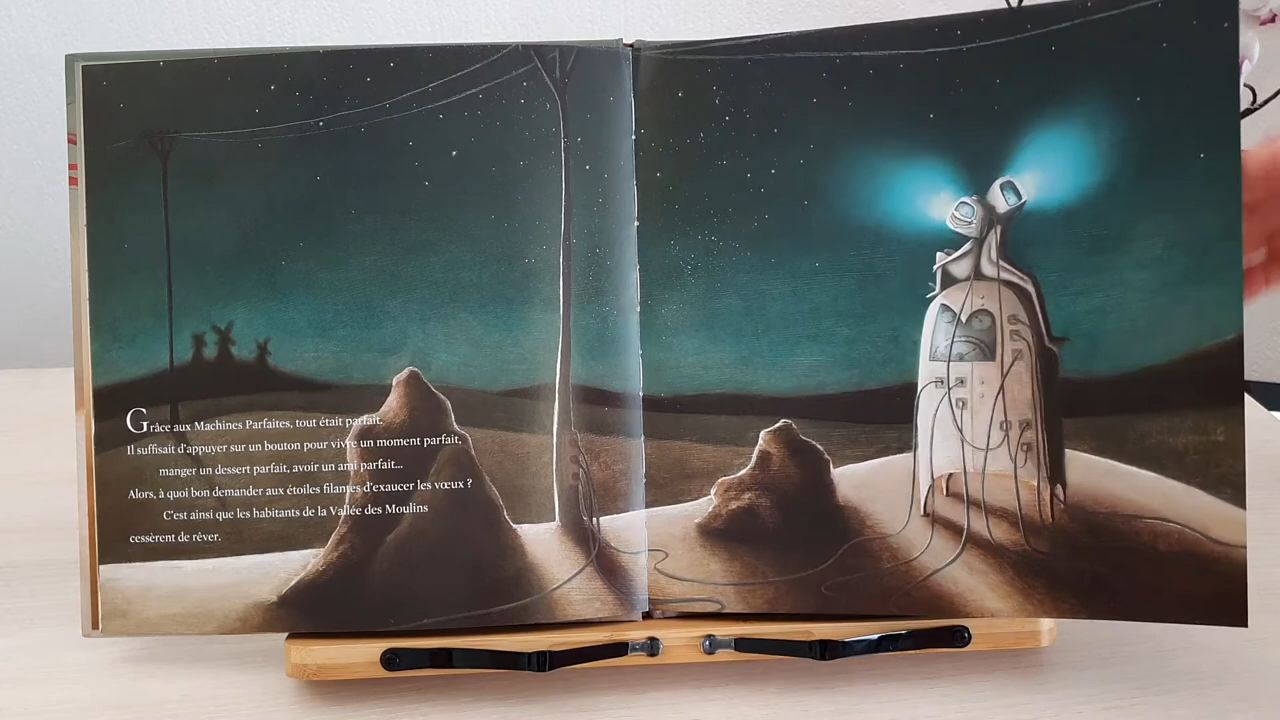 Grâce aux Machines Parfaites, tout était parfait.
Il suffisait d'appuyer sur un bouton pour vivre un moment parfait,
manger un dessert parfait, avoir un ami parfait...
Alors, à quoi bon demander aux étoiles filantes d'exaucer les vœux ?
C'est ainsi que les habitants de la Vallée des Moulins
cessèrent de rêver.